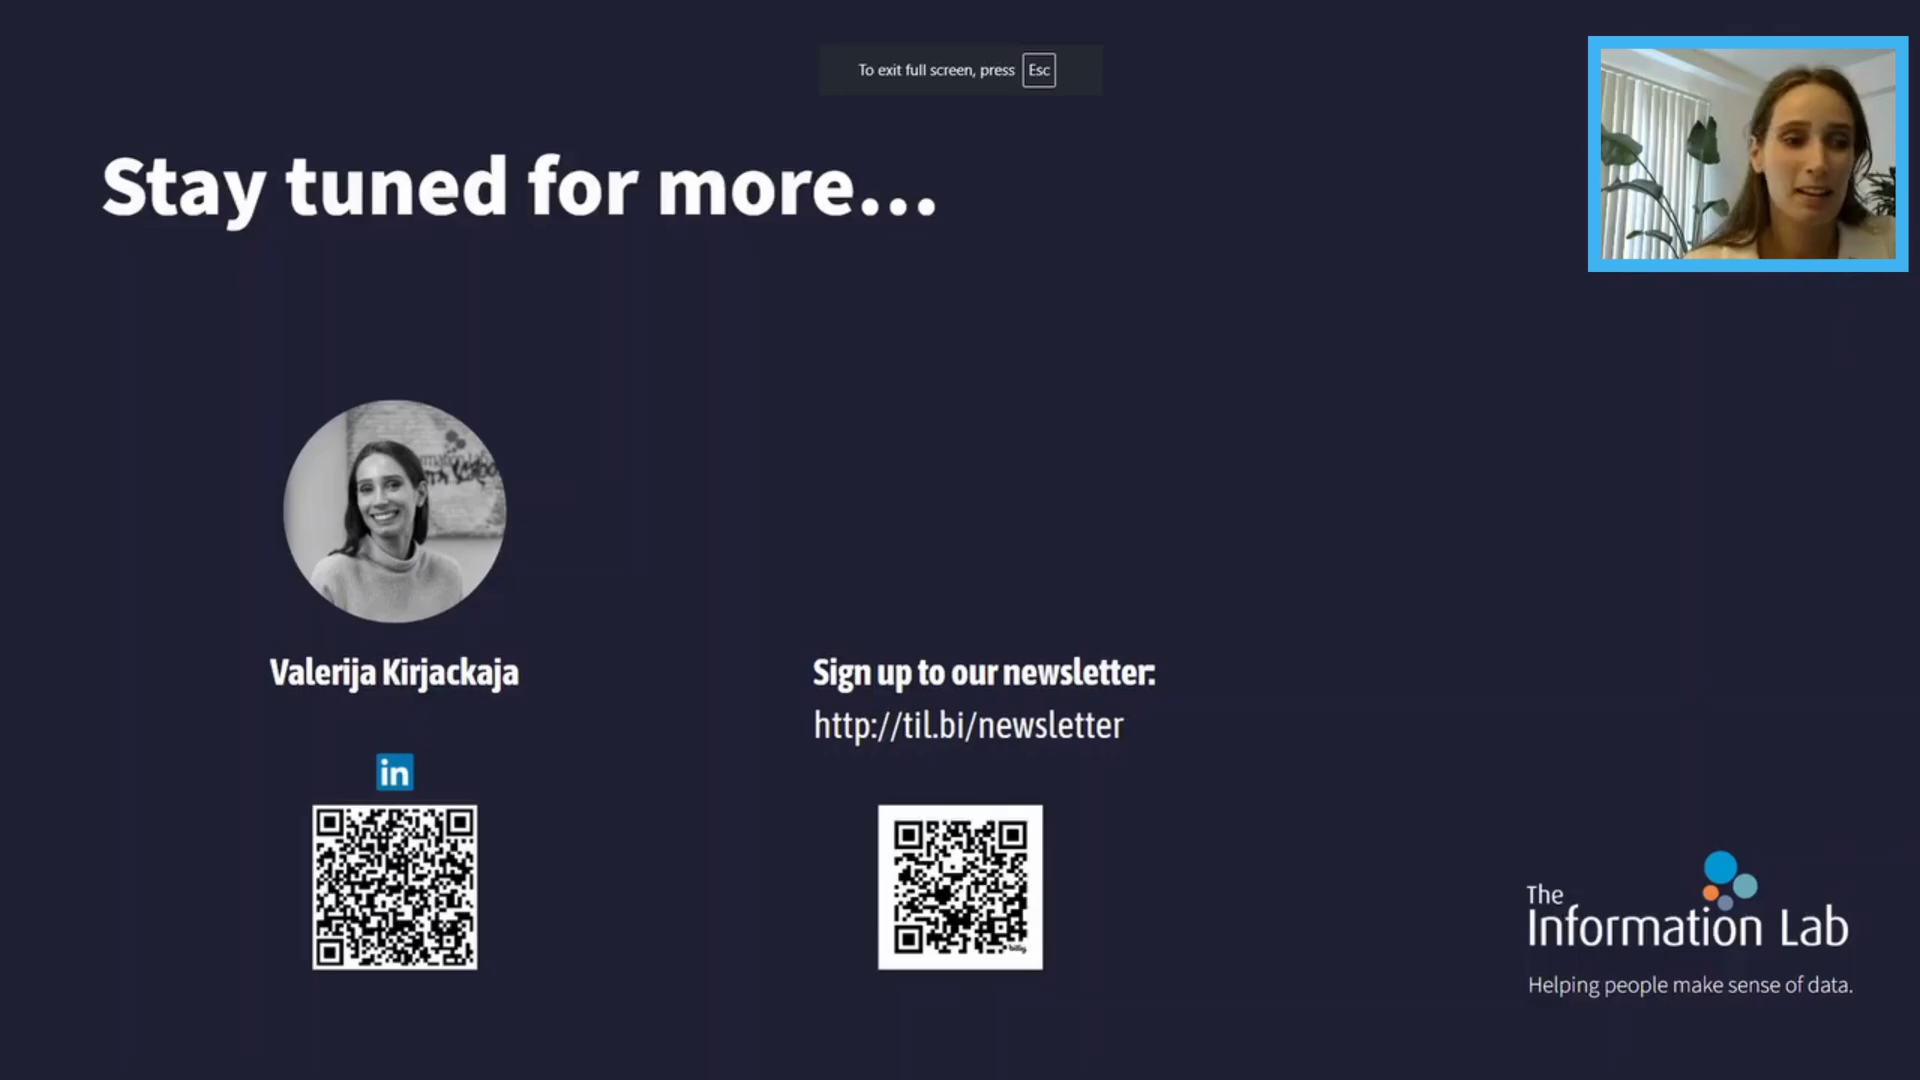 To exit full screen, press Esc
Stay tuned for more...
Valerija Kirjackaja
in
Sign up to our newsletter:
http://til.bi/newsletter
bitly
The
Information Lab
Helping people make sense of data.